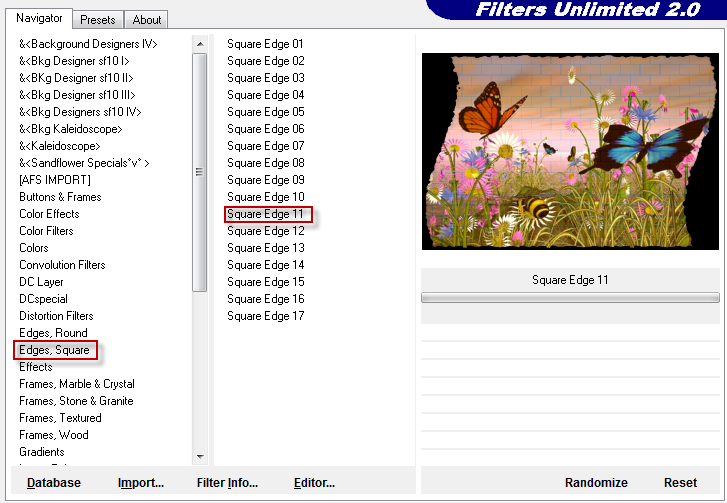 Filters Unlimited 2.0
Navigator
Presets
About
&<Background Designers IV>
&<Bkg Designer sf10 I>
&<BKg Designer sf10 II>
&<Bkg Designer sf10 III>
&<Bkg Designers sf10 IV>
&<Bkg Kaleidoscope>
&<Kaleidoscope>
&<Sandflower Specials°v° >
[AFS IMPORT]
Buttons & Frames
Color Effects
Color Filters
Colors
Convolution Filters
DC Layer
DCspecial
Distortion Filters
Edges, Round
Edges, Square
Effects
Frames, Marble & Crystal
Frames, Stone & Granite
Frames, Textured
Frames, Wood
Gradients
Square Edge 01
Square Edge 02
Square Edge 03
Square Edge 04
Square Edge 05
Square Edge 06
Square Edge 07
Square Edge 08
Square Edge 09
Square Edge 10
Square Edge 11
Square Edge 12
Square Edge 13
Square Edge 14
Square Edge 15
Square Edge 16
Square Edge 17
Square Edge 11
Database
Import...
Filter Info...
Editor...
Randomize
Reset